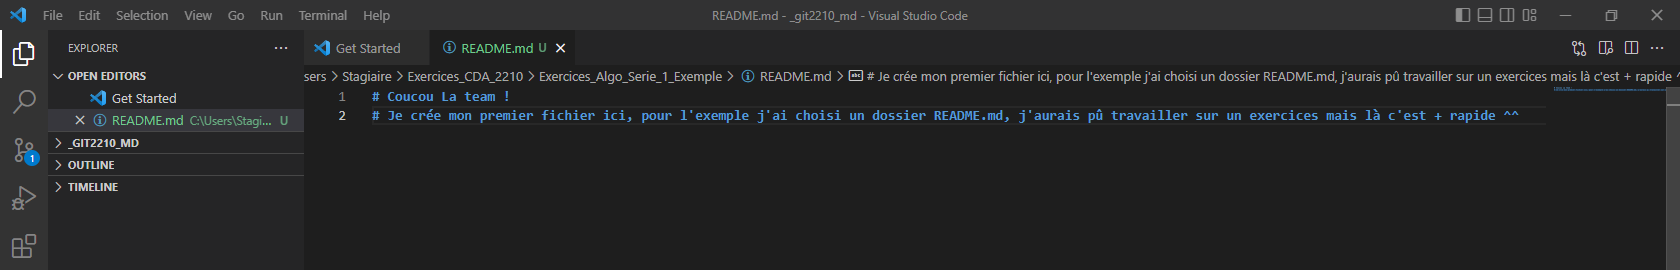 File Edit Selection View Go Run Terminal Help README.md - _git2210_md - Visual Studio Code
EXPLORER
OPEN EDITORS
Get Started
README.md C:\Users\Stagi... U
_GIT2210_MD
OUTLINE
TIMELINE
1
Get Started README.md U
sers > Stagiaire > Exercices_CDA_2210 > Exercices_Algo_Serie_1_Exemple > README.md > # Je crée mon premier fichier ici, pour l'exemple j'ai choisi un dossier README.md, j'aurais pû travailler sur un exercices mais là c'est + rapide ^
1 # Coucou La team !
2 # Je crée mon premier fichier ici, pour l'exemple j'ai choisi un dossier README.md, j'aurais pû travailler sur un exercices mais là c'est + rapide ^^